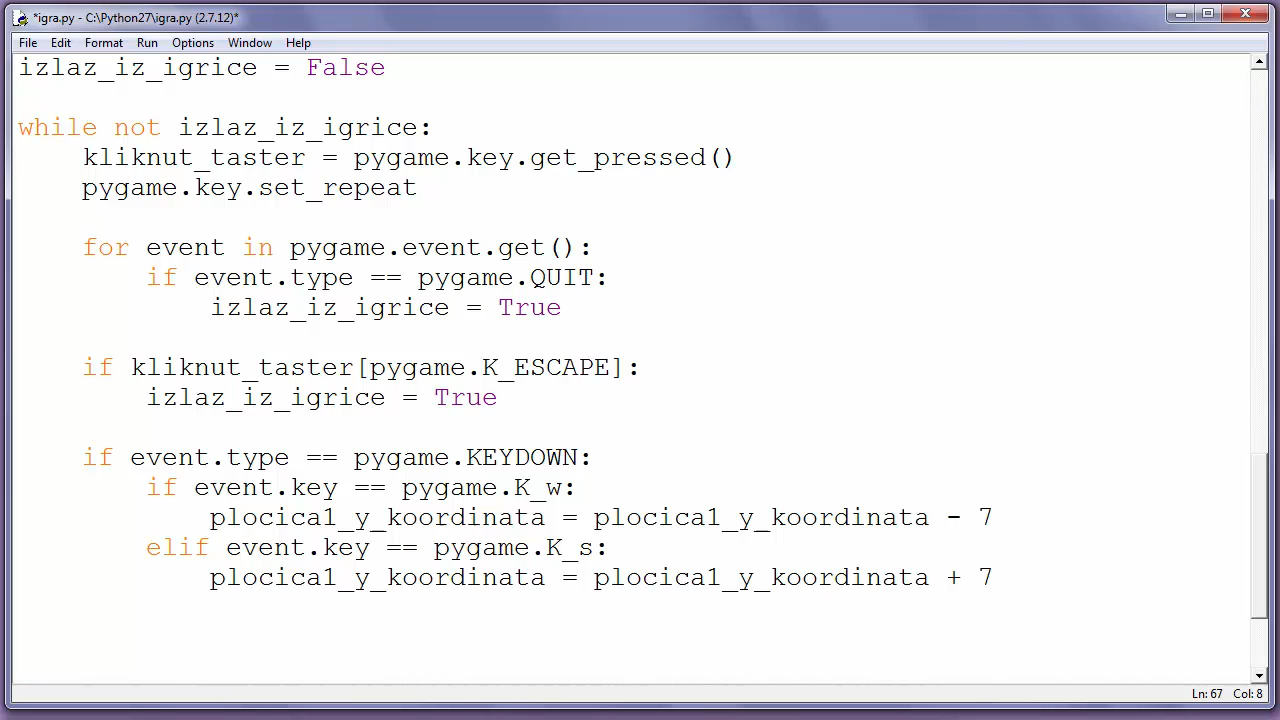 *igra.py - C:\Python27\igra.py (2.7.12)*
File Edit Format Run Options Window Help
izlaz_iz_igrice = False
while not izlaz_iz_igrice:
    kliknut_taster = pygame.key.get_pressed()
    pygame.key.set_repeat
    for event in pygame.event.get():
        if event.type == pygame.QUIT:
            izlaz_iz_igrice = True
    if kliknut_taster[pygame.K_ESCAPE]:
        izlaz_iz_igrice = True
    if event.type == pygame.KEYDOWN:
        if event.key == pygame.K_w:
            plocica1_y_koordinata = plocica1_y_koordinata - 7
        elif event.key == pygame.K_s:
            plocica1_y_koordinata = plocica1_y_koordinata + 7
Ln: 67 Col: 8